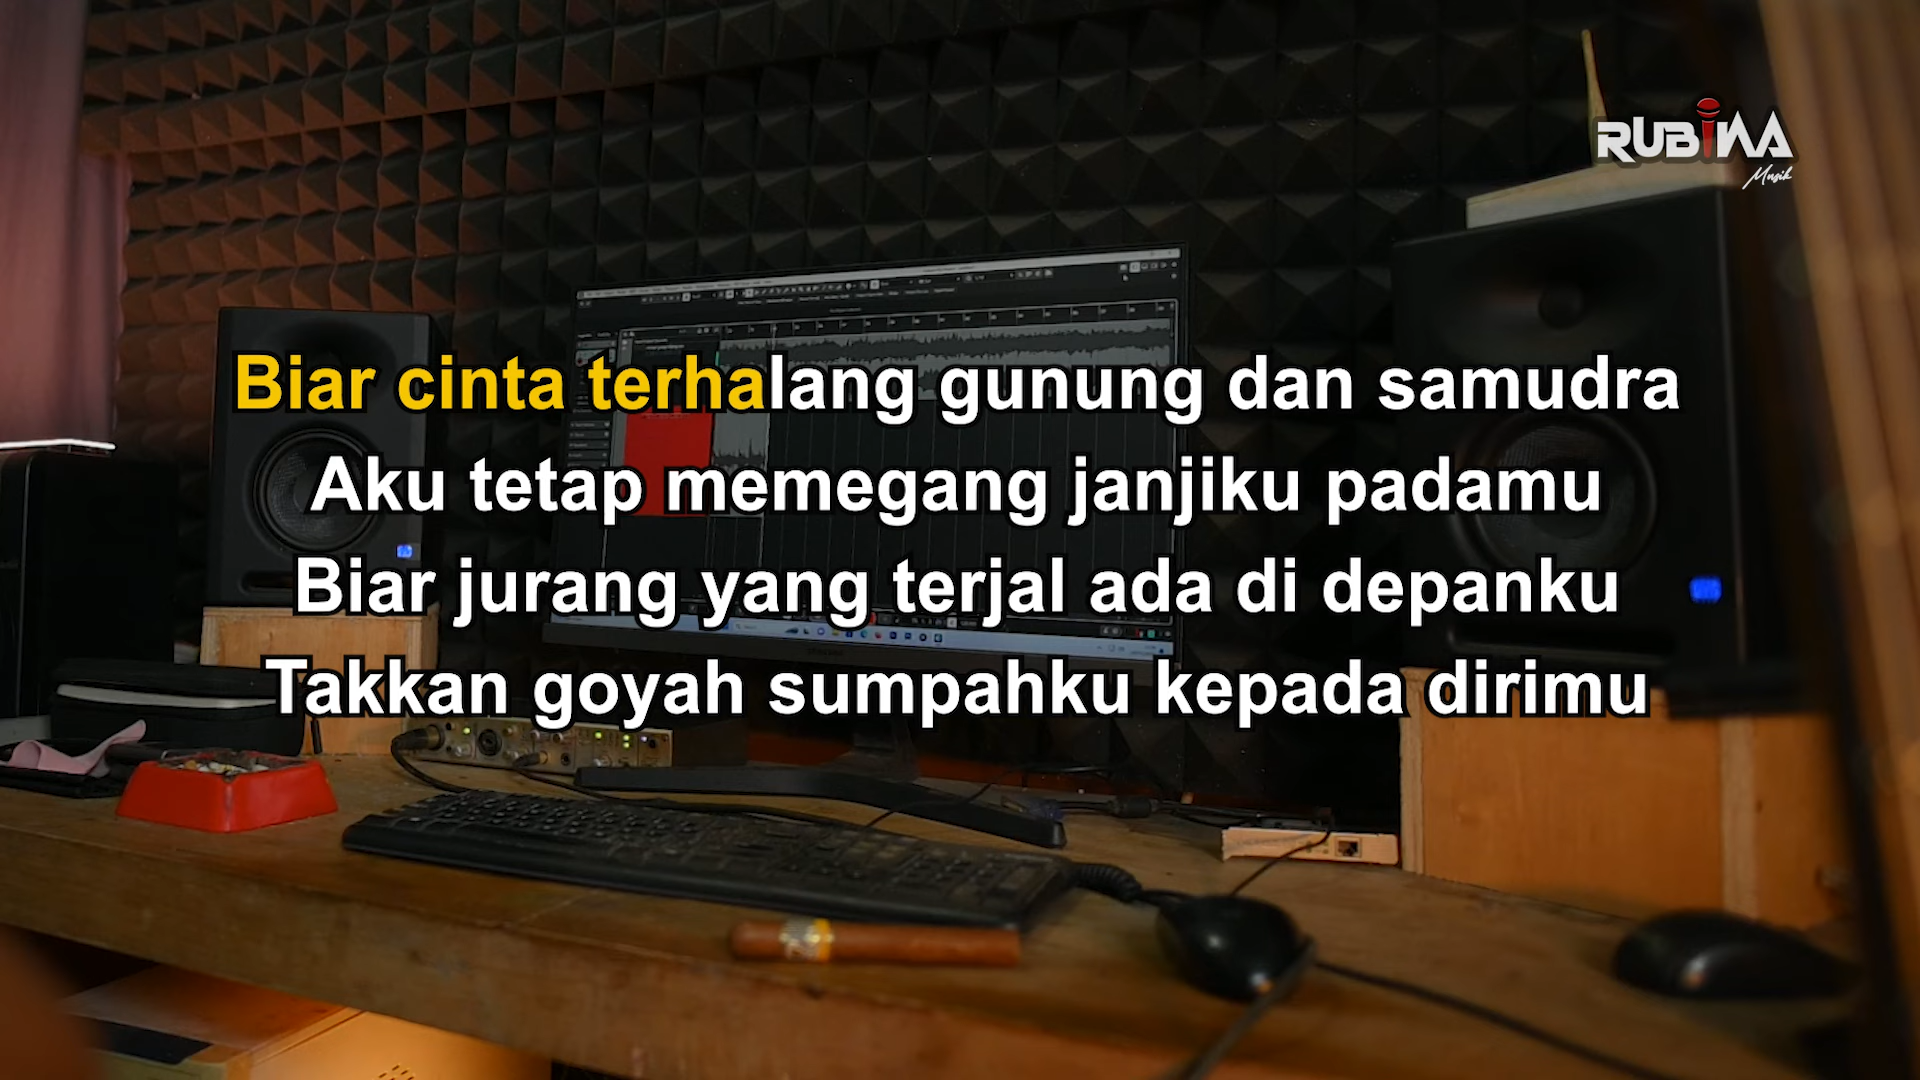 RUBINA
Musik
Biar cinta terhalang gunung dan samudra
Aku tetap memegang janjiku padamu
Biar jurang yang terjal ada di depanku
Takkan goyah sumpahku kepada dirimu